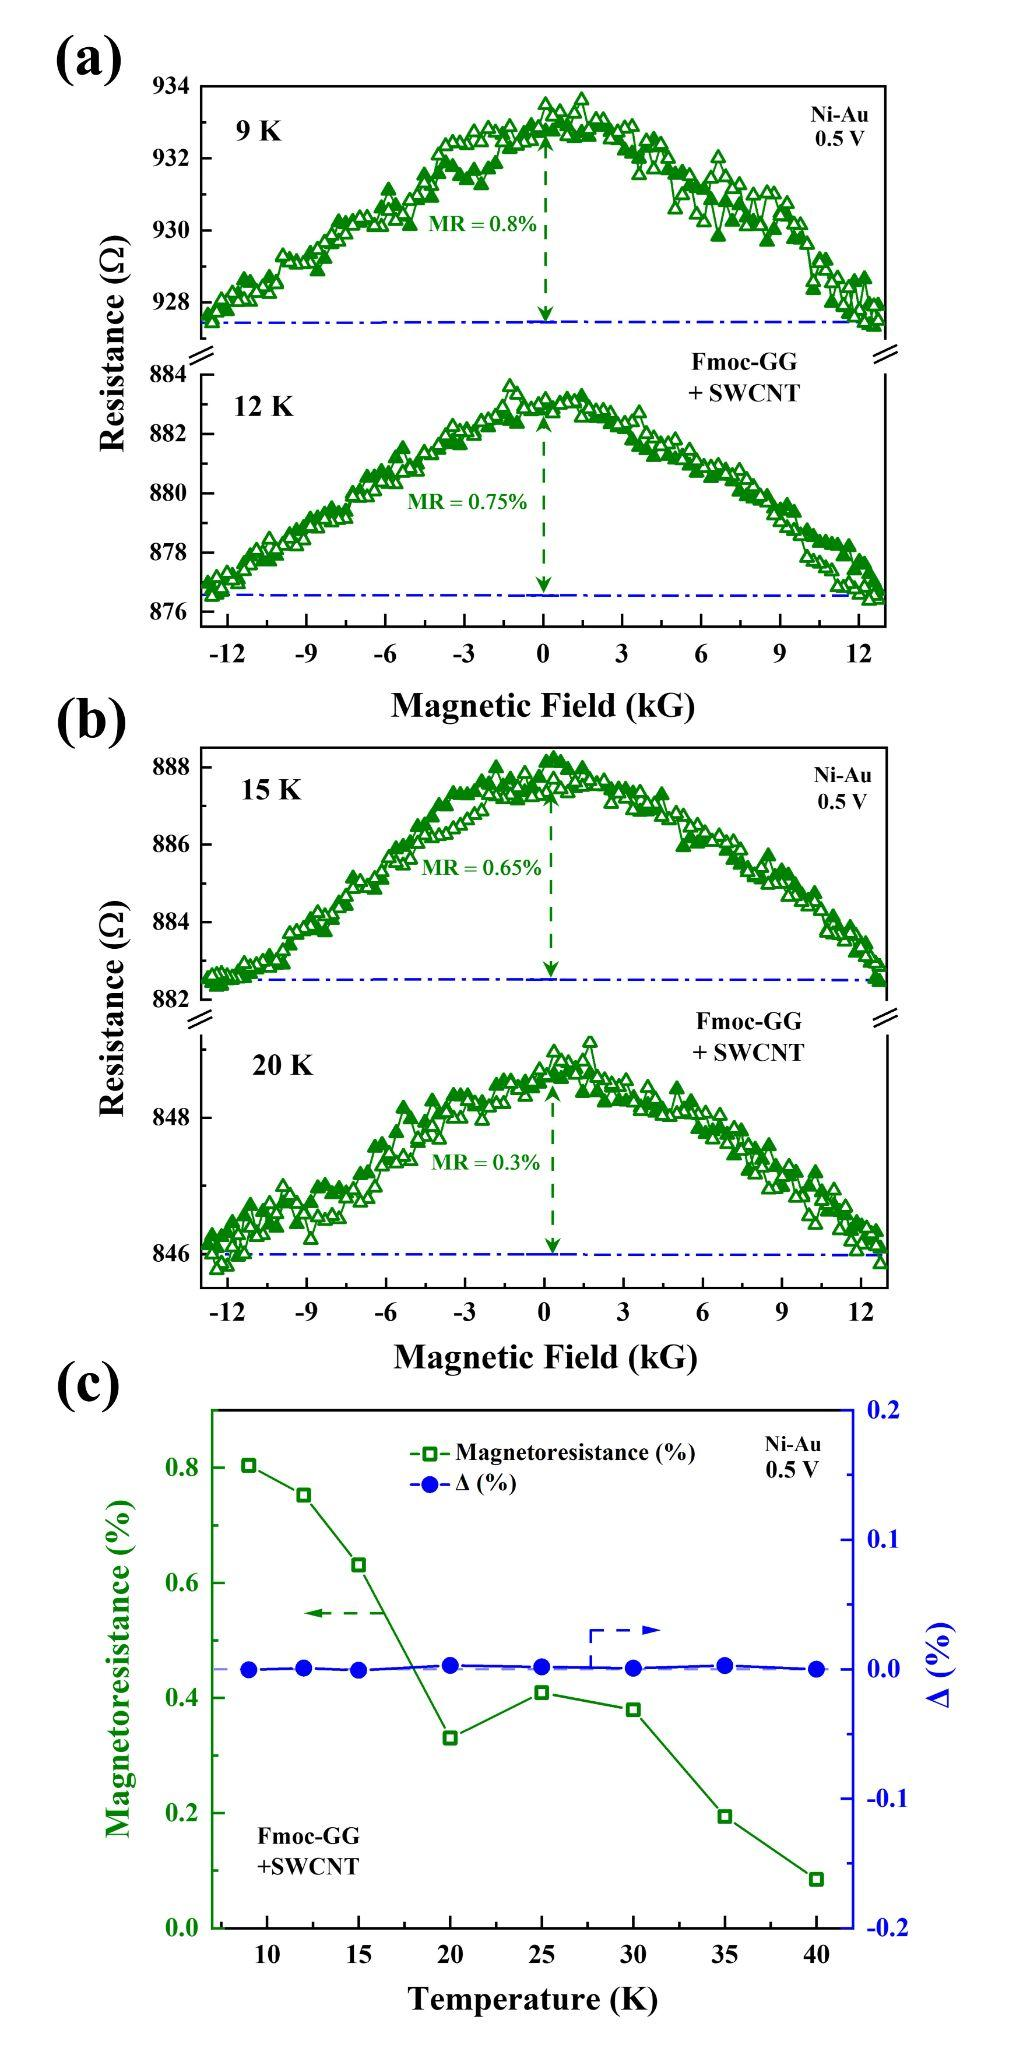 (a)
934
932
930
928
884
882
880
878
876
Resistance (Ω)
9 K
Ni-Au
0.5 V
MR = 0.8%
Fmoc-GG
+ SWCNT
12 K
MR = 0.75%
-12 -9 -6 -3 0 3 6 9 12
Magnetic Field (kG)
(b)
888
886
884
882
848
846
Resistance (Ω)
15 K
Ni-Au
0.5 V
MR = 0.65%
Fmoc-GG
+ SWCNT
20 K
MR = 0.3%
-12 -9 -6 -3 0 3 6 9 12
Magnetic Field (kG)
(c)
0.8
0.6
0.4
0.2
0.0
Magnetoresistance (%)
Magnetoresistance (%)
Δ (%)
Ni-Au
0.5 V
Fmoc-GG
+SWCNT
0.2
0.1
0.0
-0.1
-0.2
Δ (%)
10 15 20 25 30 35 40
Temperature (K)